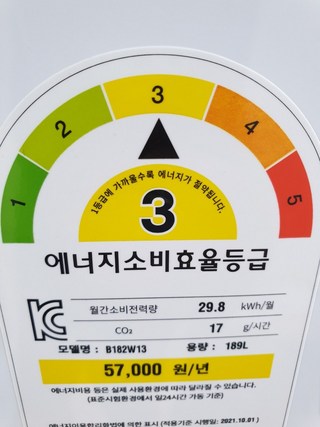 1
2
3
4
5
1등급에 가까울수록 에너지가 절약됩니다.
3
에너지소비효율등급
월간소비전력량 29.8 kWh/월
CO₂ 17 g/시간
모델명 : B182W13 용량 : 189L
57,000 원/년
에너지비용 등은 실제 사용환경에 따라 달라질 수 있습니다
(표준시험환경에서 일24시간 가동 기준)
에너지이용합리화법에 의한 표시 (적용기준 시행일: 2021.10.01)